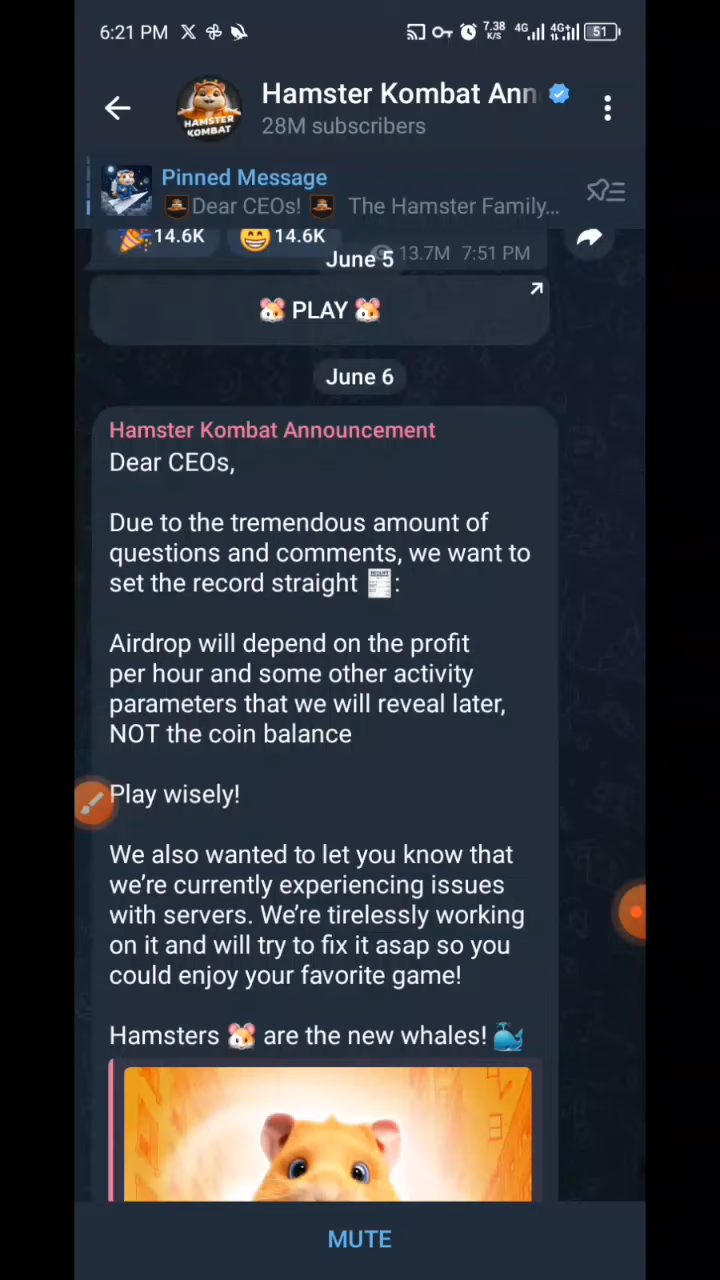 6:21 PM
7.38 K/S 4G 4G+ 51
HAMSTER KOMBAT
Hamster Kombat Ann
28M subscribers
Pinned Message
Dear CEOs! The Hamster Family...
🎉 14.6K 😁 14.6K
13.7M 7:51 PM
June 5
🐹 PLAY 🐹
June 6
Hamster Kombat Announcement
Dear CEOs,
Due to the tremendous amount of
questions and comments, we want to
set the record straight 🧾:
Airdrop will depend on the profit
per hour and some other activity
parameters that we will reveal later,
NOT the coin balance
Play wisely!
We also wanted to let you know that
we’re currently experiencing issues
with servers. We’re tirelessly working
on it and will try to fix it asap so you
could enjoy your favorite game!
Hamsters 🐹 are the new whales! 🐳
MUTE